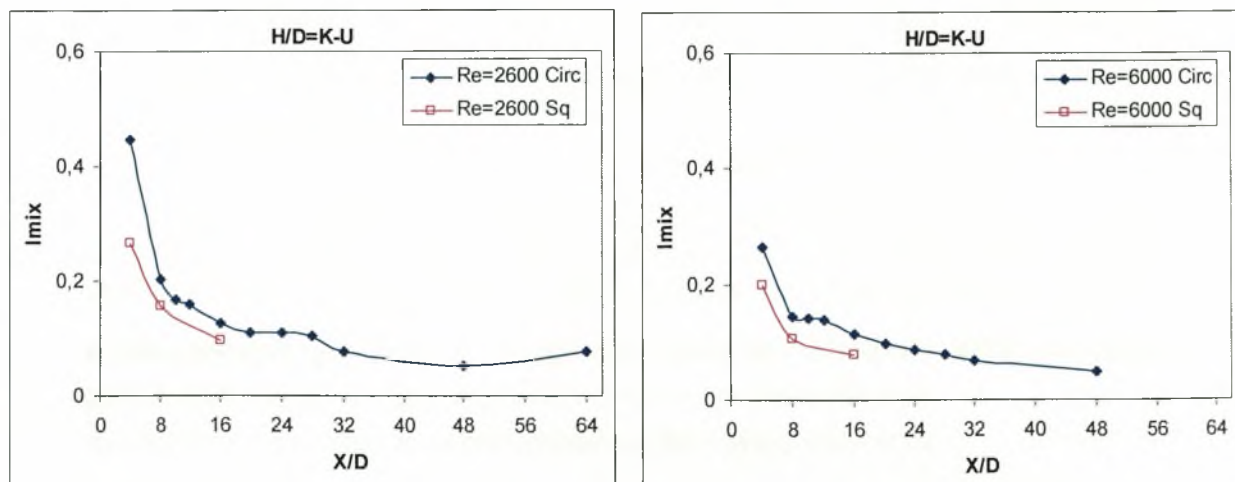 H/D=K-U
Re=2600 Circ
Re=2600 Sq
0,6
0,4
0,2
0
Imix
0 8 16 24 32 40 48 56 64
X/D
H/D=K-U
Re=6000 Circ
Re=6000 Sq
0,6
0,4
0,2
0
Imix
0 8 16 24 32 40 48 56 64
X/D